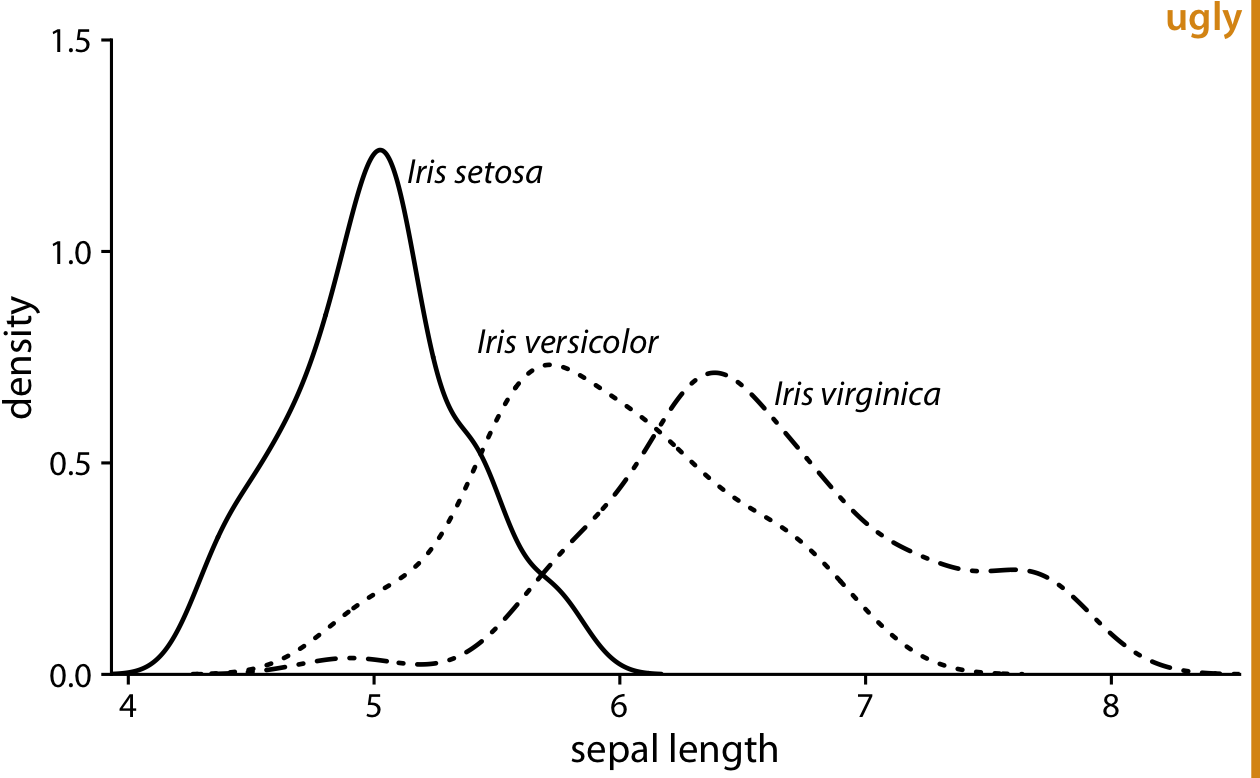 ugly
1.5
1.0
0.5
0.0
density
Iris setosa
Iris versicolor
Iris virginica
4 5 6 7 8
sepal length